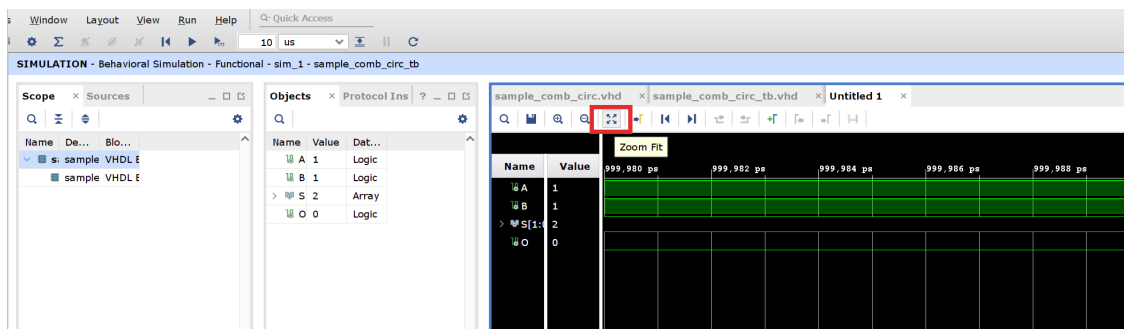 s Window Layout View Run Help Q- Quick Access
10 us
SIMULATION - Behavioral Simulation - Functional - sim_1 - sample_comb_circ_tb
Scope Sources
Name De... Blo...
s: sample VHDL E
sample VHDL E
Objects Protocol Ins ?
Name Value Dat...
A 1 Logic
B 1 Logic
S 2 Array
O 0 Logic
sample_comb_circ.vhd sample_comb_circ_tb.vhd Untitled 1
Zoom Fit
Name Value 999,980 ps 999,982 ps 999,984 ps 999,986 ps 999,988 ps
A 1
B 1
S[1:0 2
O 0